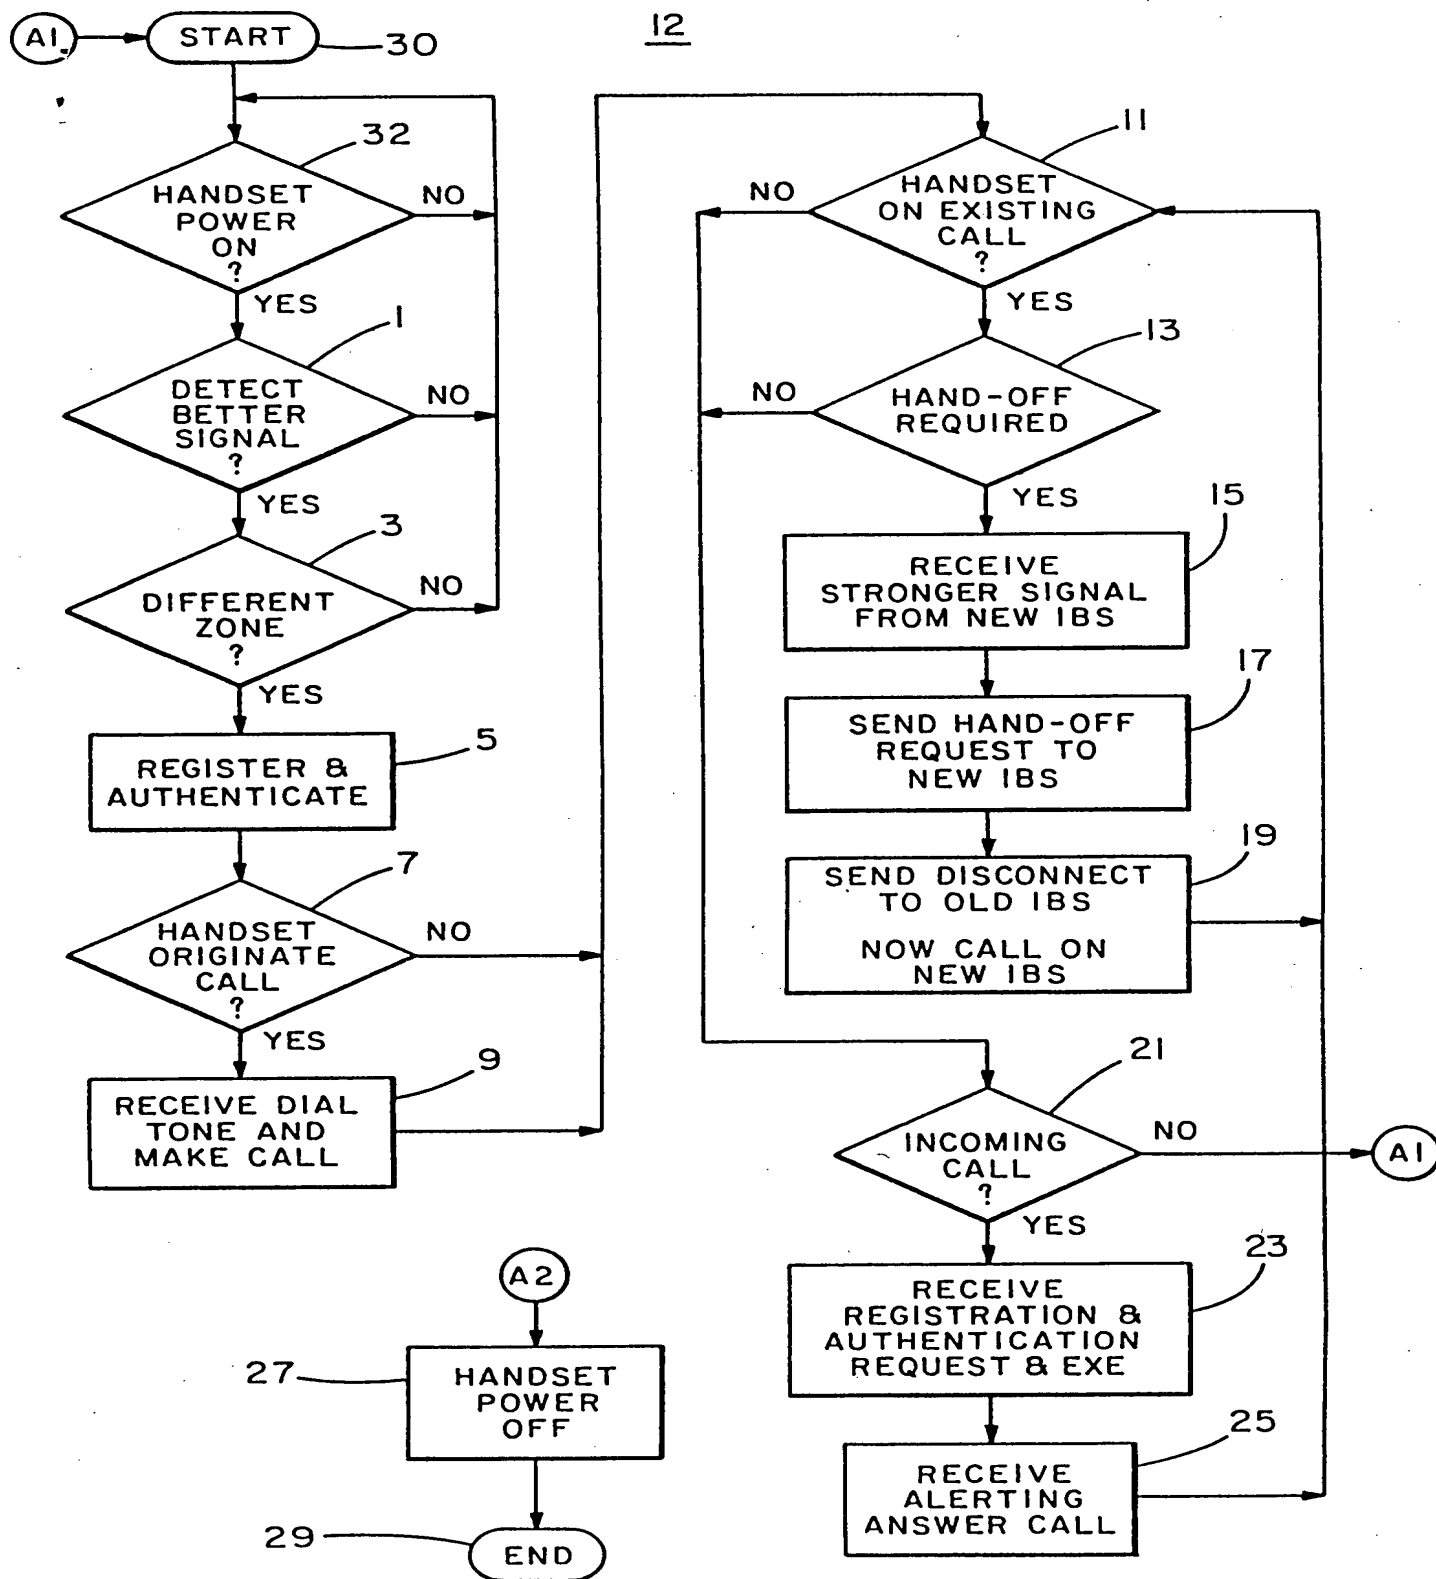 A1
START
30
12
32
HANDSET
POWER
ON
?
NO
YES
1
DETECT
BETTER
SIGNAL
?
NO
YES
3
DIFFERENT
ZONE
?
NO
YES
5
REGISTER &
AUTHENTICATE
7
HANDSET
ORIGINATE
CALL
?
NO
YES
9
RECEIVE DIAL
TONE AND
MAKE CALL
11
HANDSET
ON EXISTING
CALL
?
NO
YES
13
HAND-OFF
REQUIRED
NO
YES
15
RECEIVE
STRONGER SIGNAL
FROM NEW IBS
17
SEND HAND-OFF
REQUEST TO
NEW IBS
19
SEND DISCONNECT
TO OLD IBS
NOW CALL ON
NEW IBS
21
INCOMING
CALL
?
NO
A1
YES
23
RECEIVE
REGISTRATION &
AUTHENTICATION
REQUEST & EXE
25
RECEIVE
ALERTING
ANSWER CALL
A2
27
HANDSET
POWER
OFF
29
END